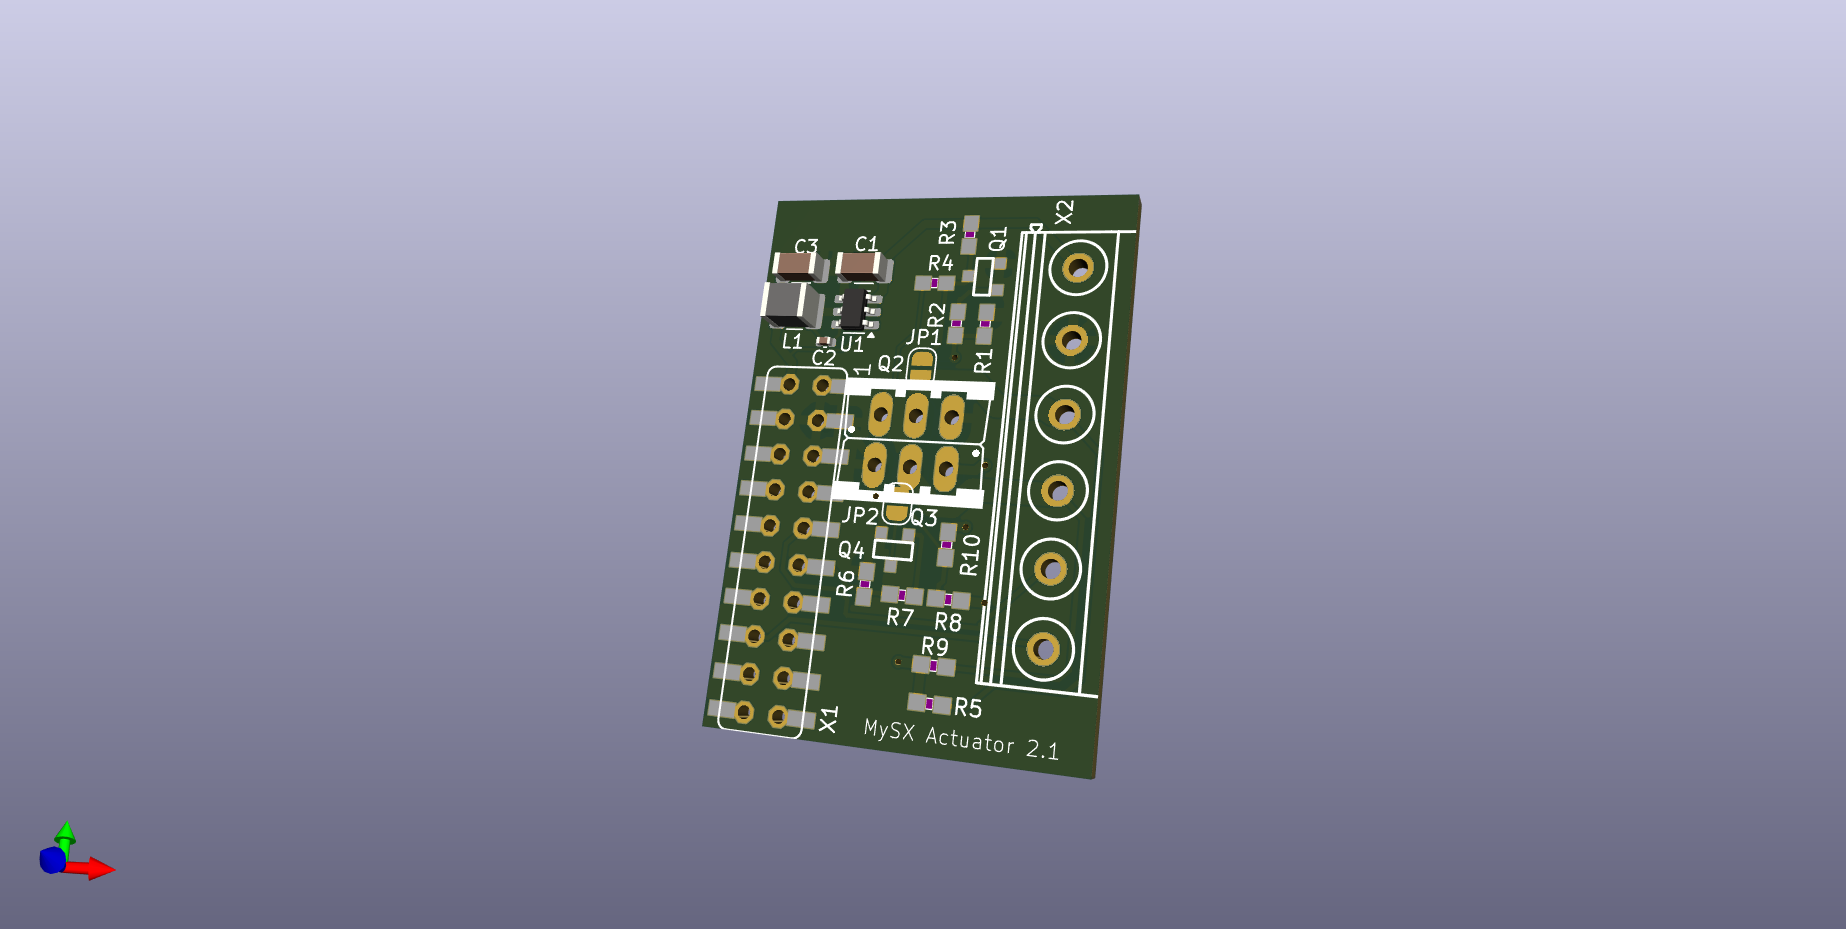 X2
R3
Q1
C3
C1
R4
R2
L1
U1
JP1
C2
Q2
1
R1
JP2
Q3
Q4
R10
R6
R7
R8
R9
R5
X1
MySX Actuator 2.1